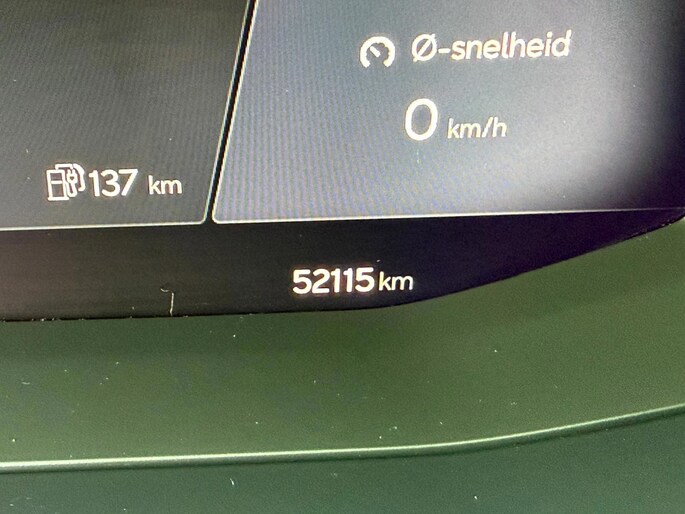 Ø-snelheid
0 km/h
137 km
52115 km